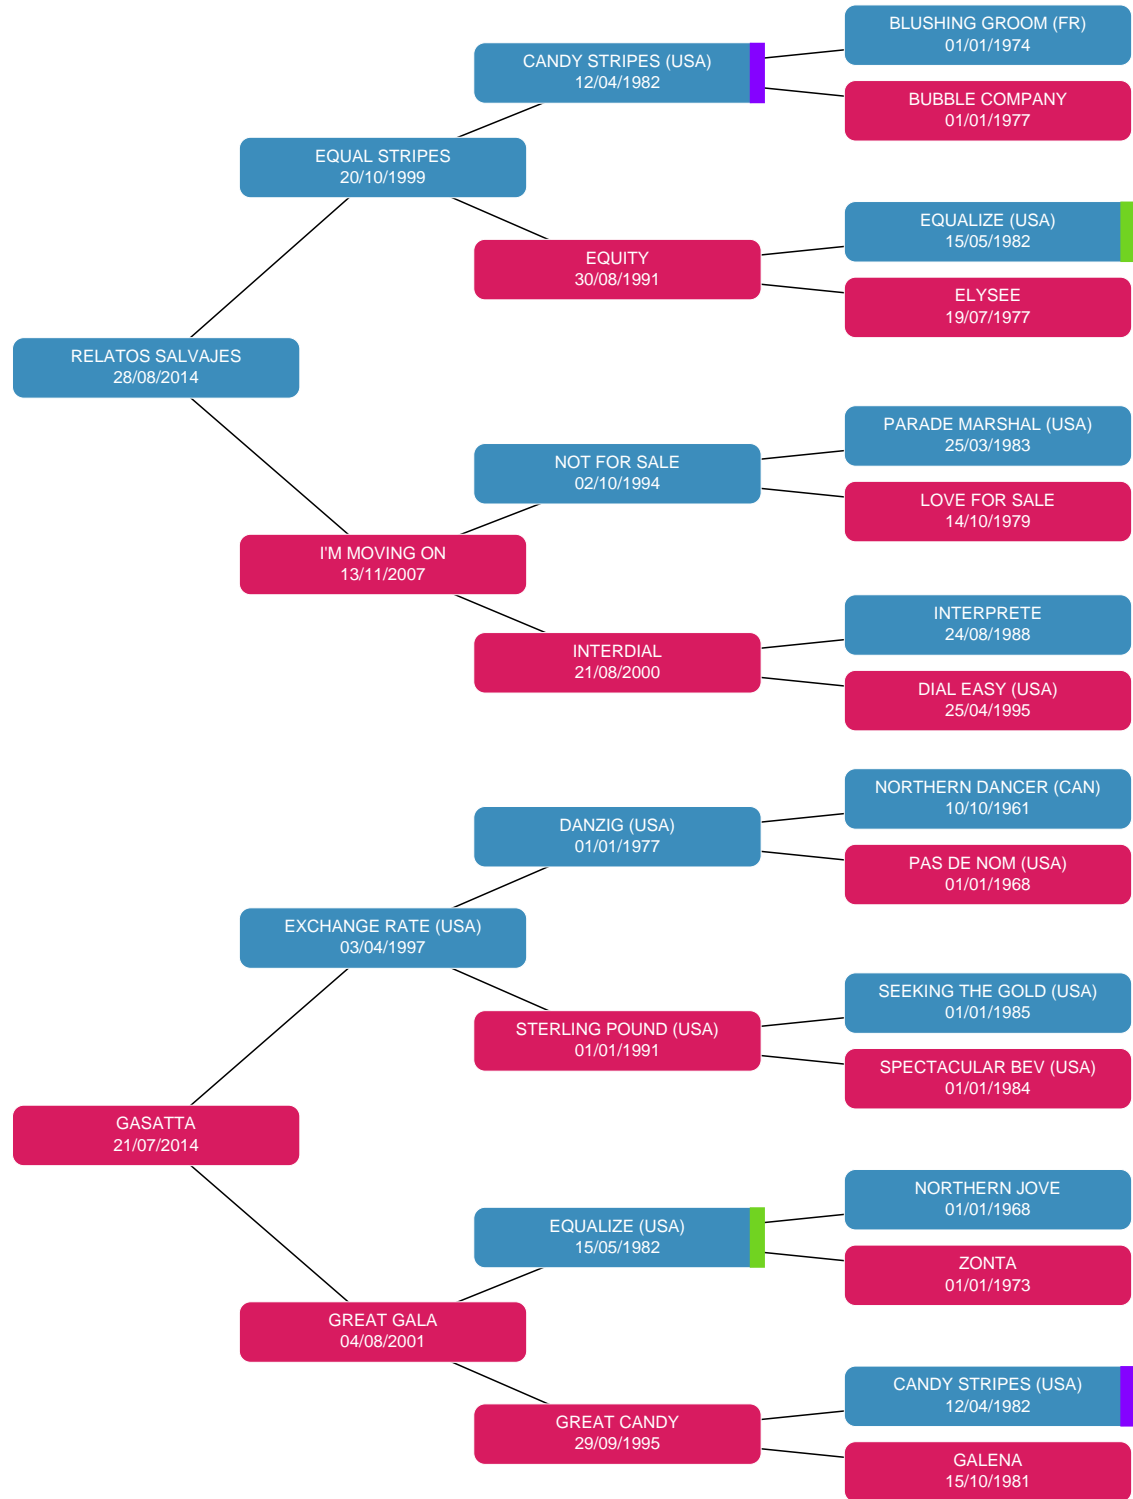 BLUSHING GROOM (FR)
01/01/1974
CANDY STRIPES (USA)
12/04/1982
BUBBLE COMPANY
01/01/1977
EQUAL STRIPES
20/10/1999
EQUALIZE (USA)
15/05/1982
EQUITY
30/08/1991
ELYSEE
19/07/1977
RELATOS SALVAJES
28/08/2014
PARADE MARSHAL (USA)
25/03/1983
NOT FOR SALE
02/10/1994
LOVE FOR SALE
14/10/1979
I'M MOVING ON
13/11/2007
INTERPRETE
24/08/1988
INTERDIAL
21/08/2000
DIAL EASY (USA)
25/04/1995
NORTHERN DANCER (CAN)
10/10/1961
DANZIG (USA)
01/01/1977
PAS DE NOM (USA)
01/01/1968
EXCHANGE RATE (USA)
03/04/1997
SEEKING THE GOLD (USA)
01/01/1985
STERLING POUND (USA)
01/01/1991
SPECTACULAR BEV (USA)
01/01/1984
GASATTA
21/07/2014
NORTHERN JOVE
01/01/1968
EQUALIZE (USA)
15/05/1982
ZONTA
01/01/1973
GREAT GALA
04/08/2001
CANDY STRIPES (USA)
12/04/1982
GREAT CANDY
29/09/1995
GALENA
15/10/1981